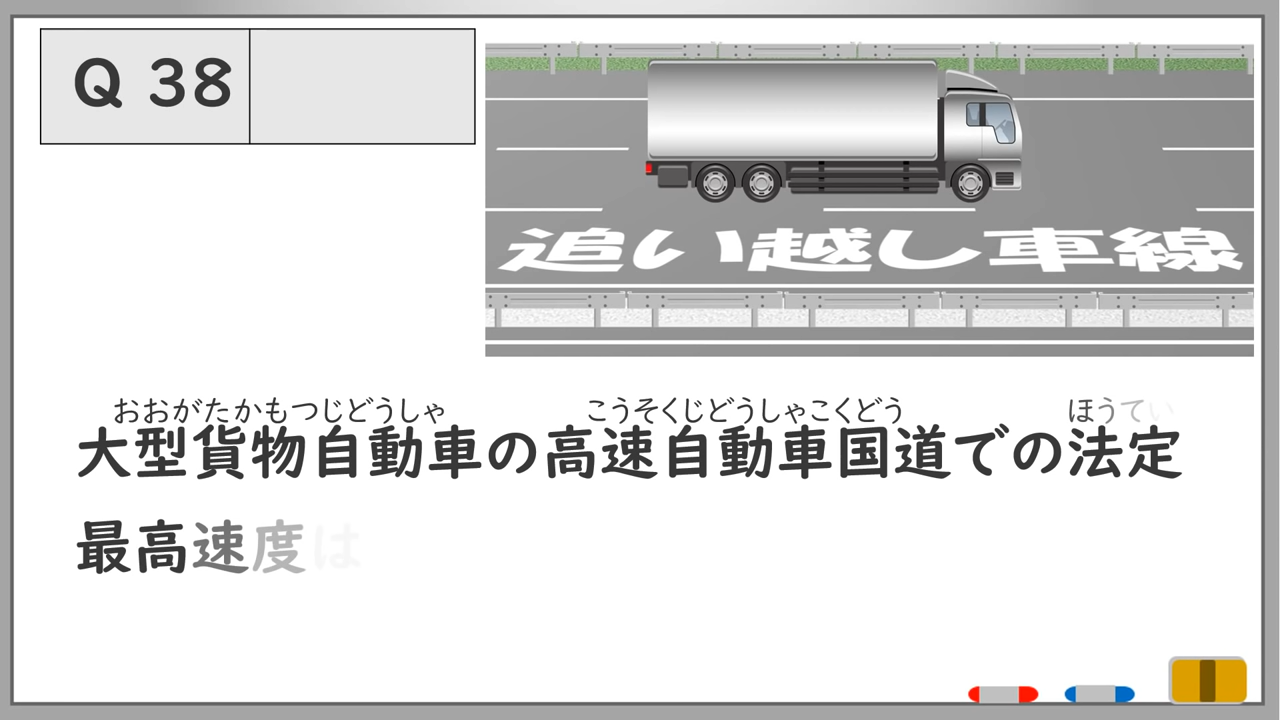 Q 38
追い越し車線
おおがたかもつじどうしゃ こうそくじどうしゃこくどう ほうてい
大型貨物自動車の高速自動車国道での法定
最高速度は